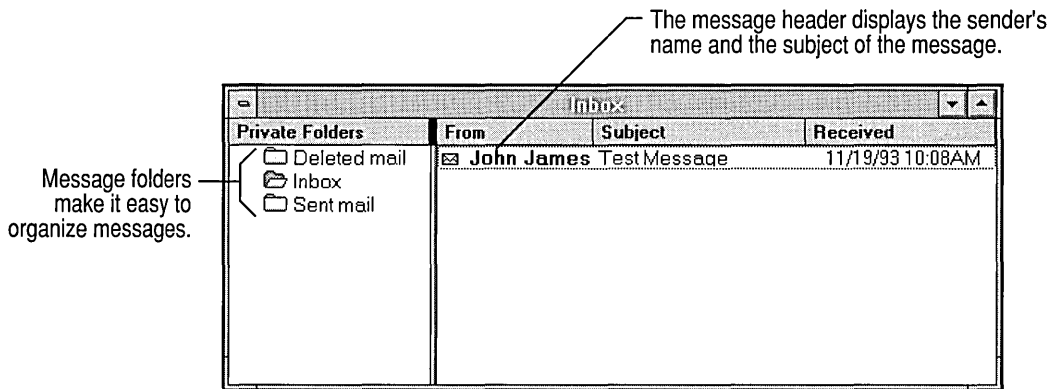 The message header displays the sender's
name and the subject of the message.
Inbox
Private Folders From Subject Received
Deleted mail John James Test Message 11/19/93 10:08AM
Inbox
Sent mail
Message folders
make it easy to
organize messages.